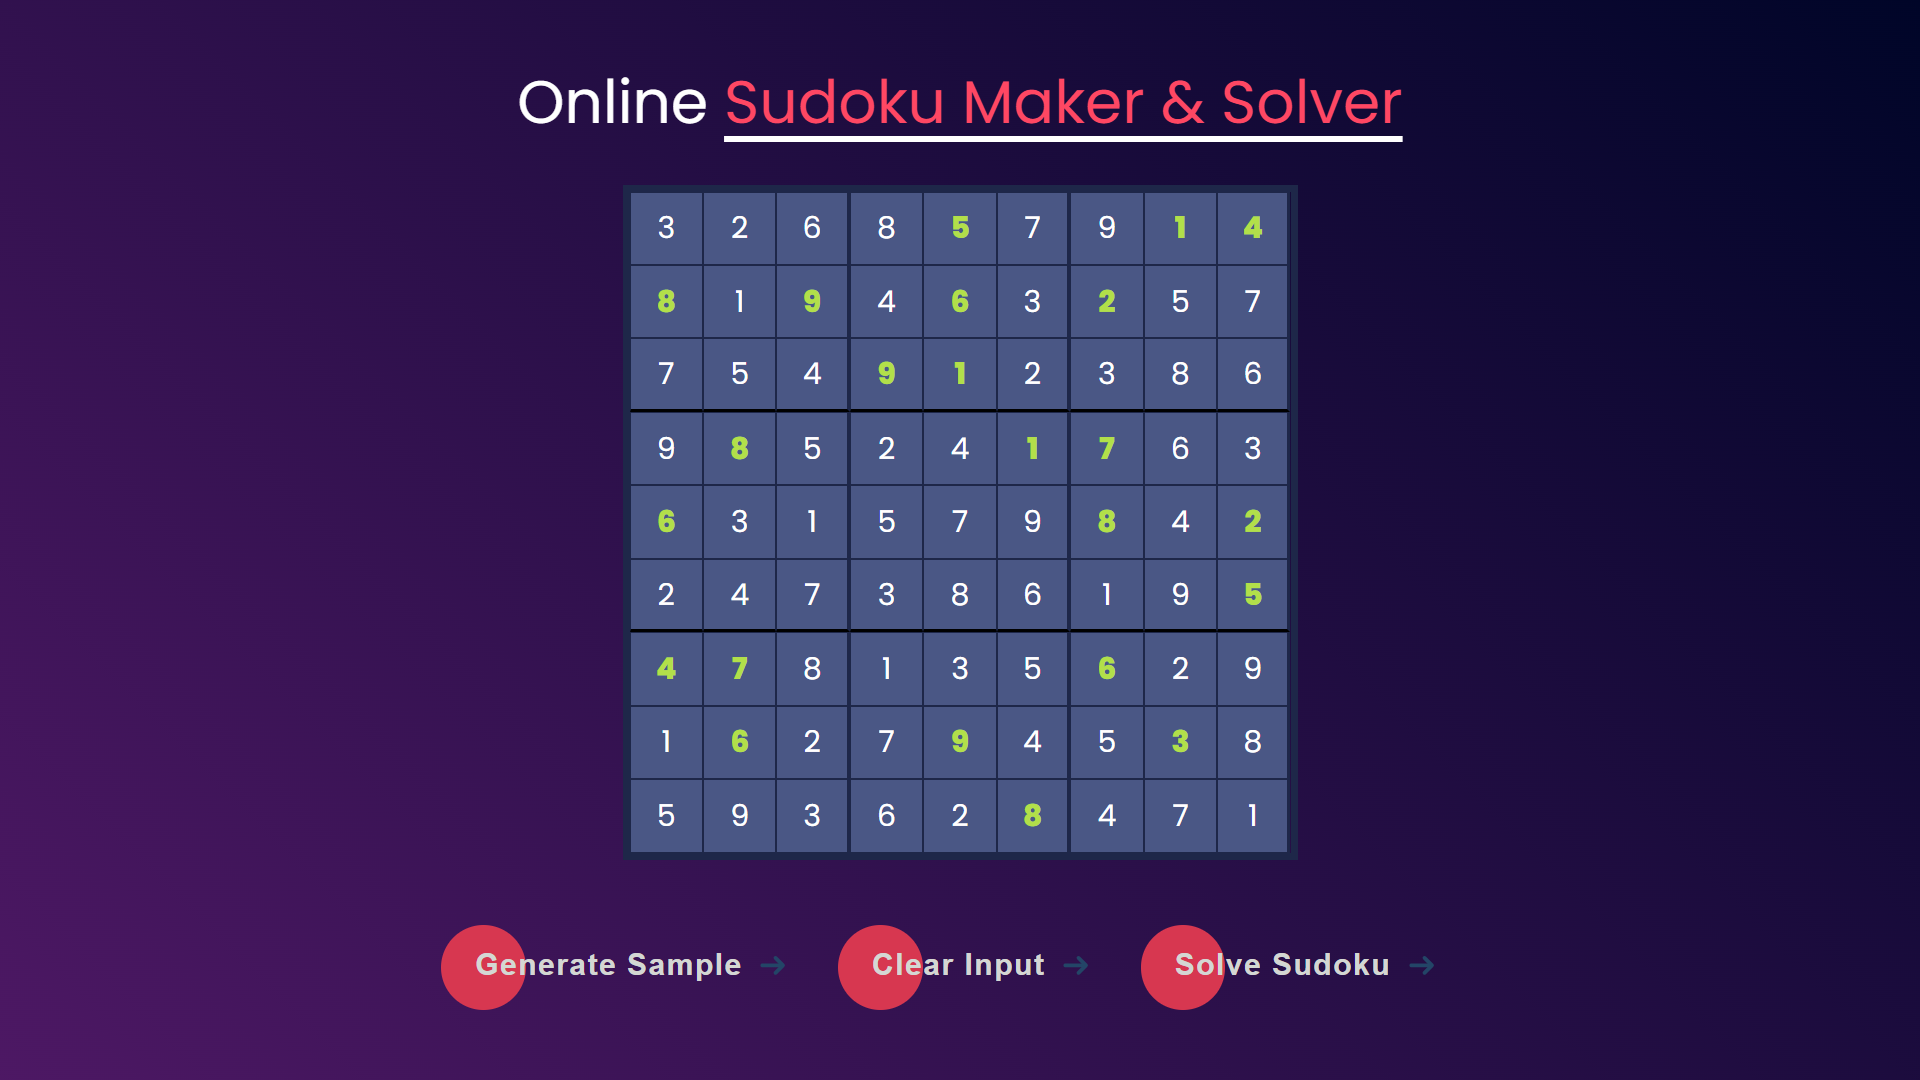 Online Sudoku Maker & Solver
3 2 6 8 5 7 9 1 4
8 1 9 4 6 3 2 5 7
7 5 4 9 1 2 3 8 6
9 8 5 2 4 1 7 6 3
6 3 1 5 7 9 8 4 2
2 4 7 3 8 6 1 9 5
4 7 8 1 3 5 6 2 9
1 6 2 7 9 4 5 3 8
5 9 3 6 2 8 4 7 1
Generate Sample → Clear Input → Solve Sudoku →